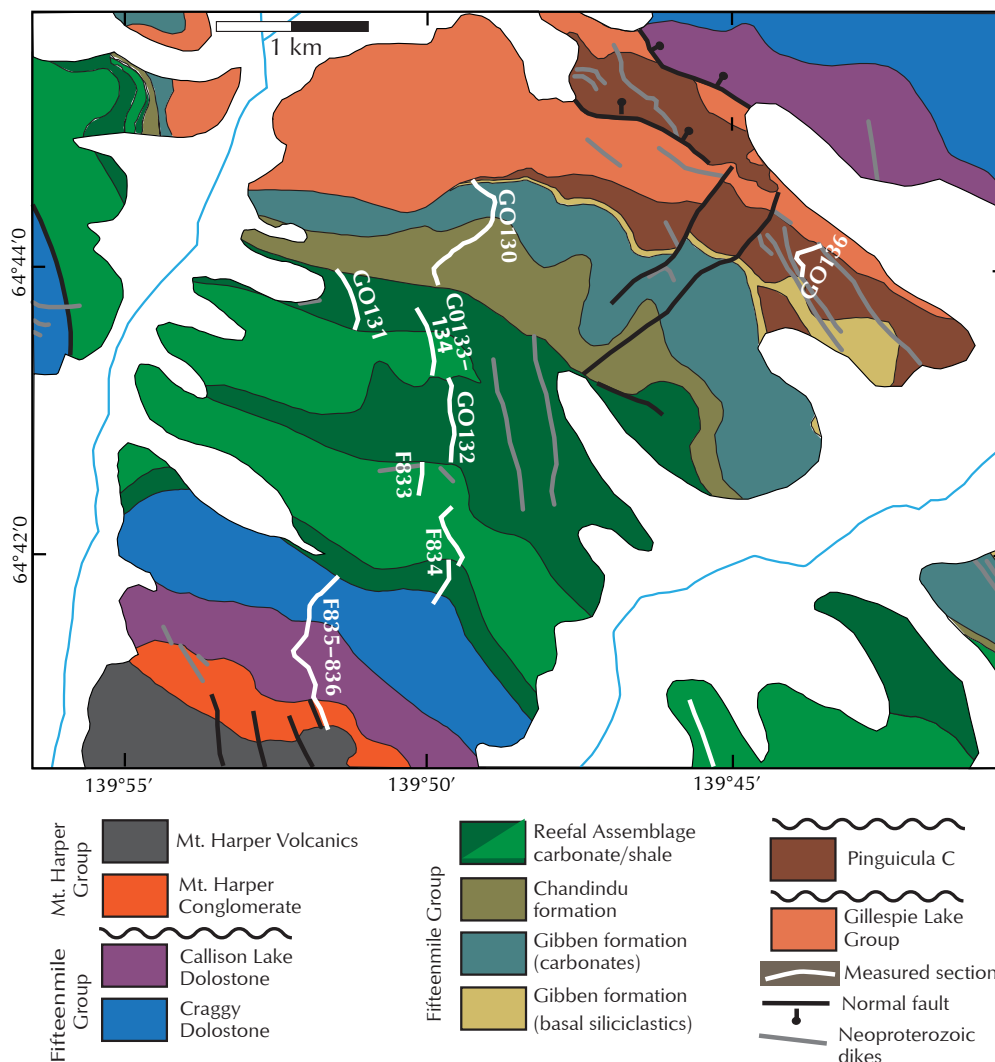 1 km
GO130
GO136
GO131
G0133-
134
GO132
F833
F834
F835-836
64°44'0
64°42'0
139°55'
139°50'
139°45'
Mt. Harper
Group
Mt. Harper Volcanics
Mt. Harper
Conglomerate
Fifteenmile
Group
Callison Lake
Dolostone
Craggy
Dolostone
Fifteenmile Group
Reefal Assemblage
carbonate/shale
Chandindu
formation
Gibben formation
(carbonates)
Gibben formation
(basal siliciclastics)
Pinguicula C
Gillespie Lake
Group
Measured section
Normal fault
Neoproterozoic
dikes